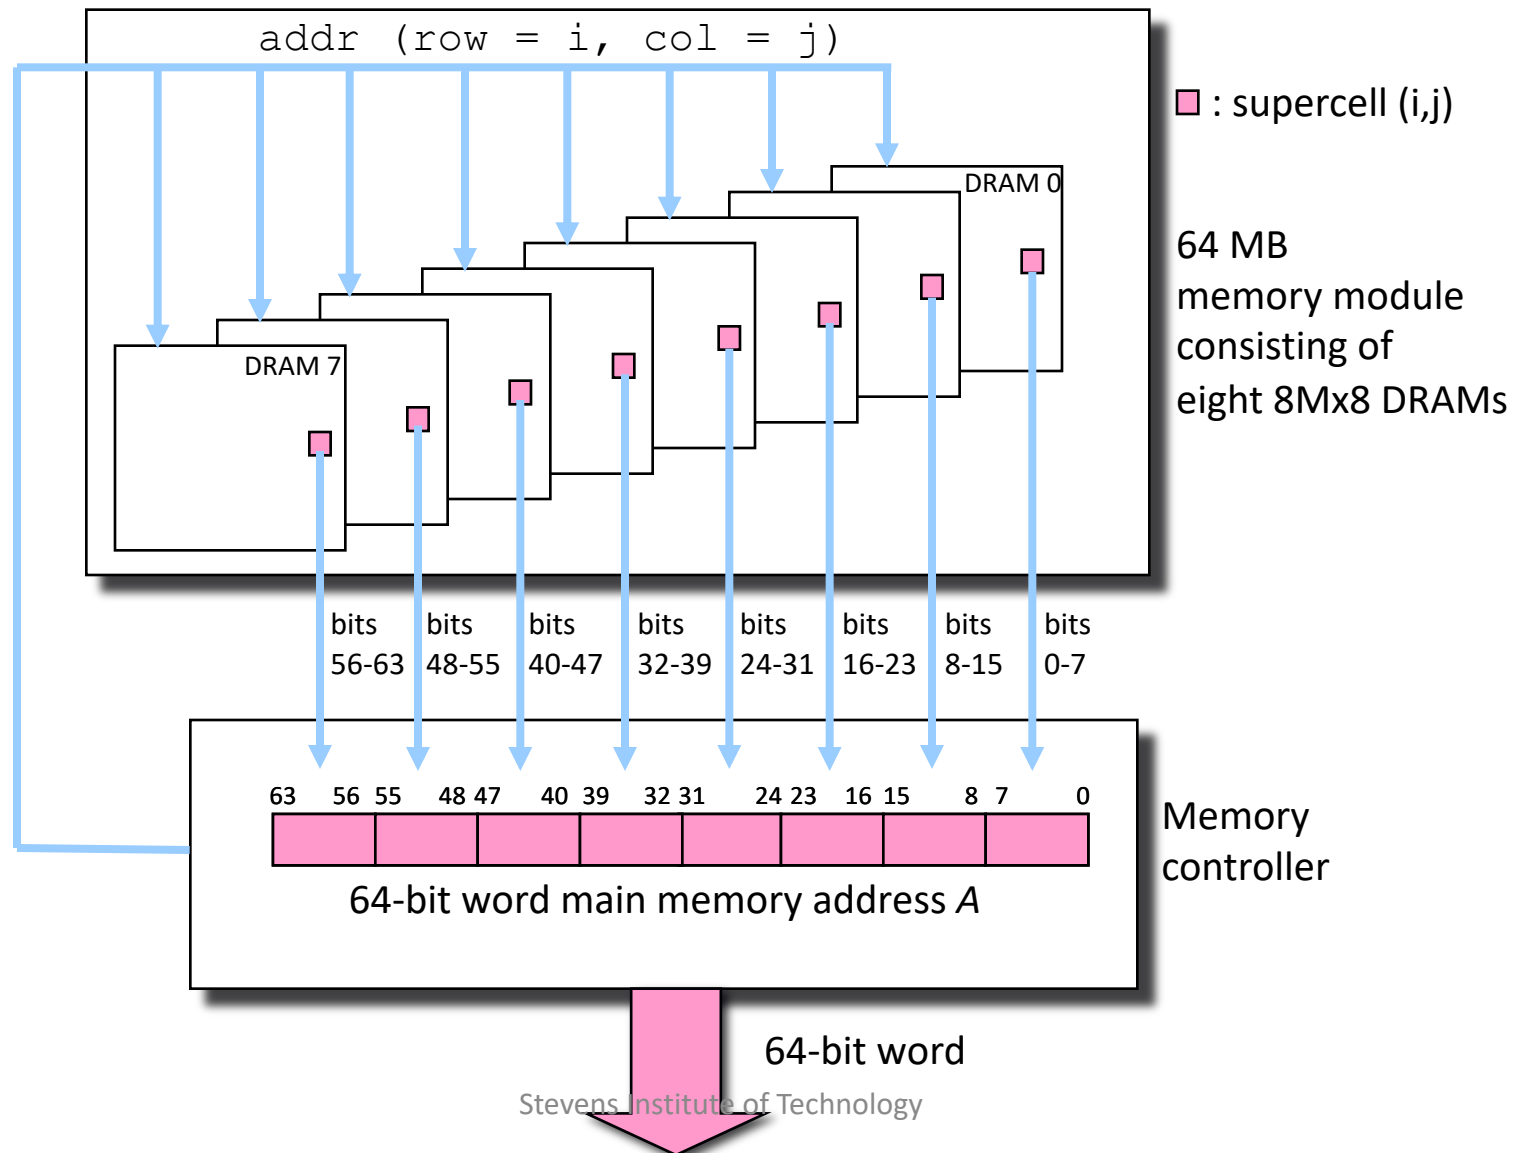 addr (row = i, col = j)
: supercell (i,j)
DRAM 0
64 MB
memory module
consisting of
eight 8Mx8 DRAMs
DRAM 7
bits bits bits bits bits bits bits bits
56-63 48-55 40-47 32-39 24-31 16-23 8-15 0-7
63 56 55 48 47 40 39 32 31 24 23 16 15 8 7 0
Memory
controller
64-bit word main memory address A
64-bit word
Stevens Institute of Technology